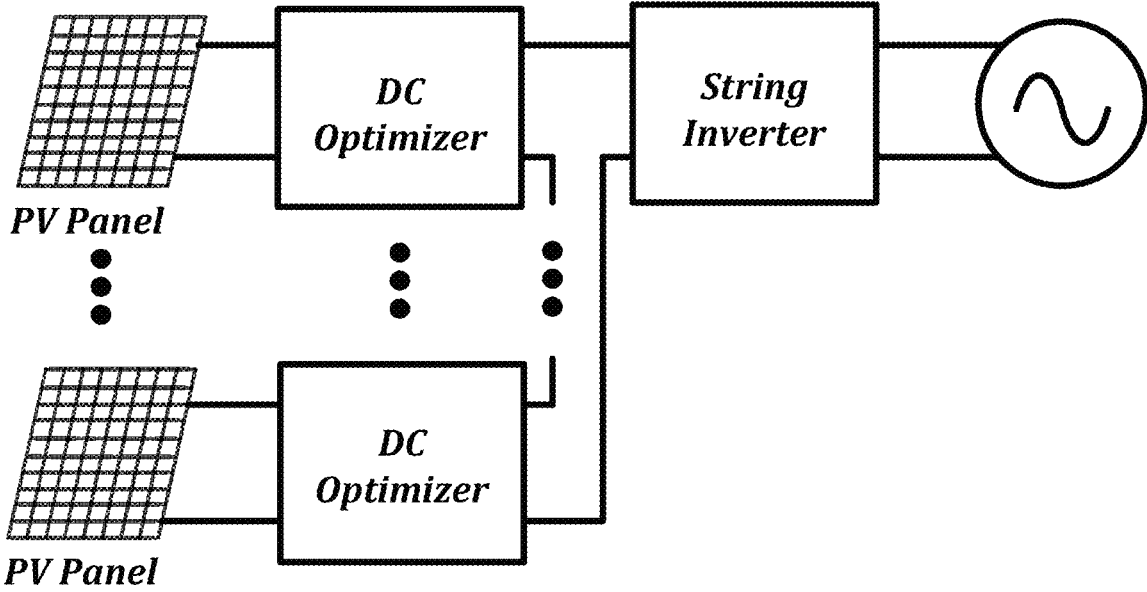 DC
Optimizer
String
Inverter
PV Panel
DC
Optimizer
PV Panel